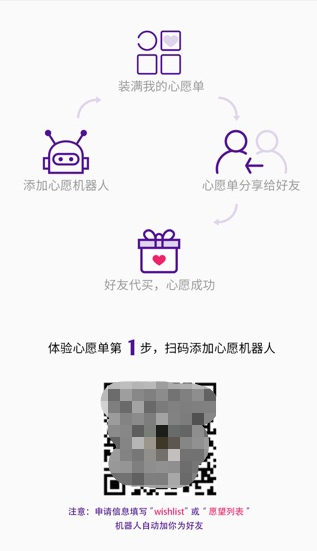 装满我的心愿单
添加心愿机器人
心愿单分享给好友
好友代买，心愿成功
体验心愿单第 1 步，扫码添加心愿机器人
注意：申请信息填写 "wishlist" 或 " 愿望列表 "
机器人自动加你为好友